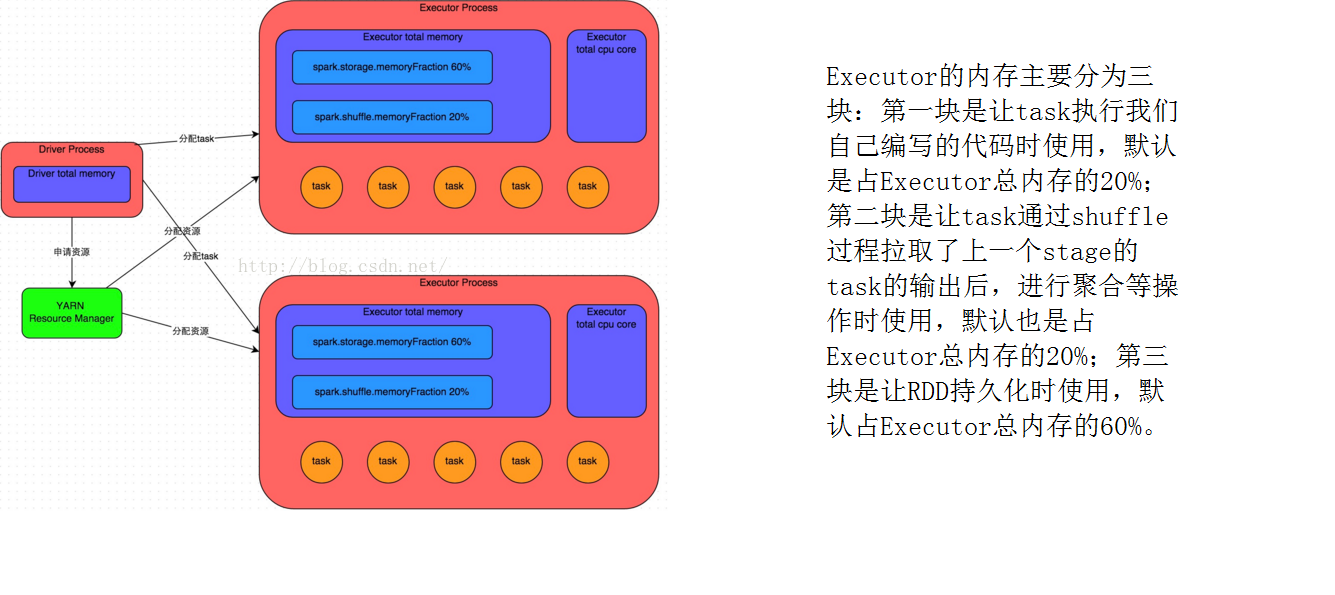 Executor Process
Executor total memory
Executor
total cpu core
spark.storage.memoryFraction 60%
spark.shuffle.memoryFraction 20%
task
task
task
task
task
分配task
Driver Process
Driver total memory
分配资源
申请资源
分配task
http://blog.csdn.net/
YARN
Resource Manager
分配资源
Executor Process
Executor total memory
Executor
total cpu core
spark.storage.memoryFraction 60%
spark.shuffle.memoryFraction 20%
task
task
task
task
task
Executor的内存主要分为三
块：第一块是让task执行我们
自己编写的代码时使用，默认
是占Executor总内存的20%；
第二块是让task通过shuffle
过程拉取了上一个stage的
task的输出后，进行聚合等操
作时使用，默认也是占
Executor总内存的20%；第三
块是让RDD持久化时使用，默
认占Executor总内存的60%。